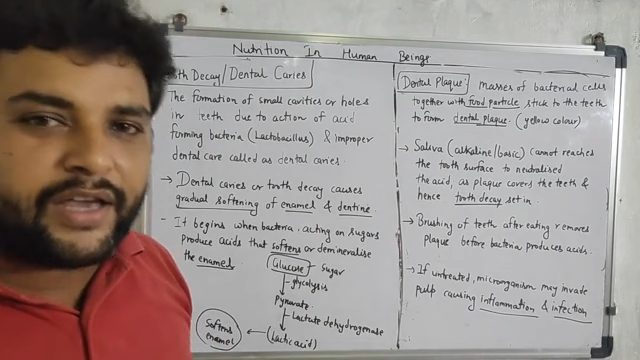 Nutrition In Human Beings
Tooth Decay/Dental Caries
The formation of small cavities or holes
in teeth due to action of acid
forming bacteria (Lactobacillus) & improper
dental care called as dental caries.
→ Dental caries or tooth decay causes
gradual softening of enamel & dentine.
- It begins when bacteria, acting on sugars
produce acids that softens or demineralise
the enamel.
Glucose - Sugar
glycolysis
Pyruvate
Lactate dehydrogenase
(Lactic acid)
Softens
enamel
Dental Plaque: masses of bacterial cells
together with food particle stick to the teeth
to form dental plaque. (yellow colour)
→ Saliva (alkaline/basic) cannot reaches
the tooth surface to neutralised
the acid, as plaque covers the teeth &
hence tooth decay set in.
→ Brushing of teeth after eating removes
plaque before bacteria produces acids.
→ If untreated, microorganism may invade
pulp causing inflammation & infection